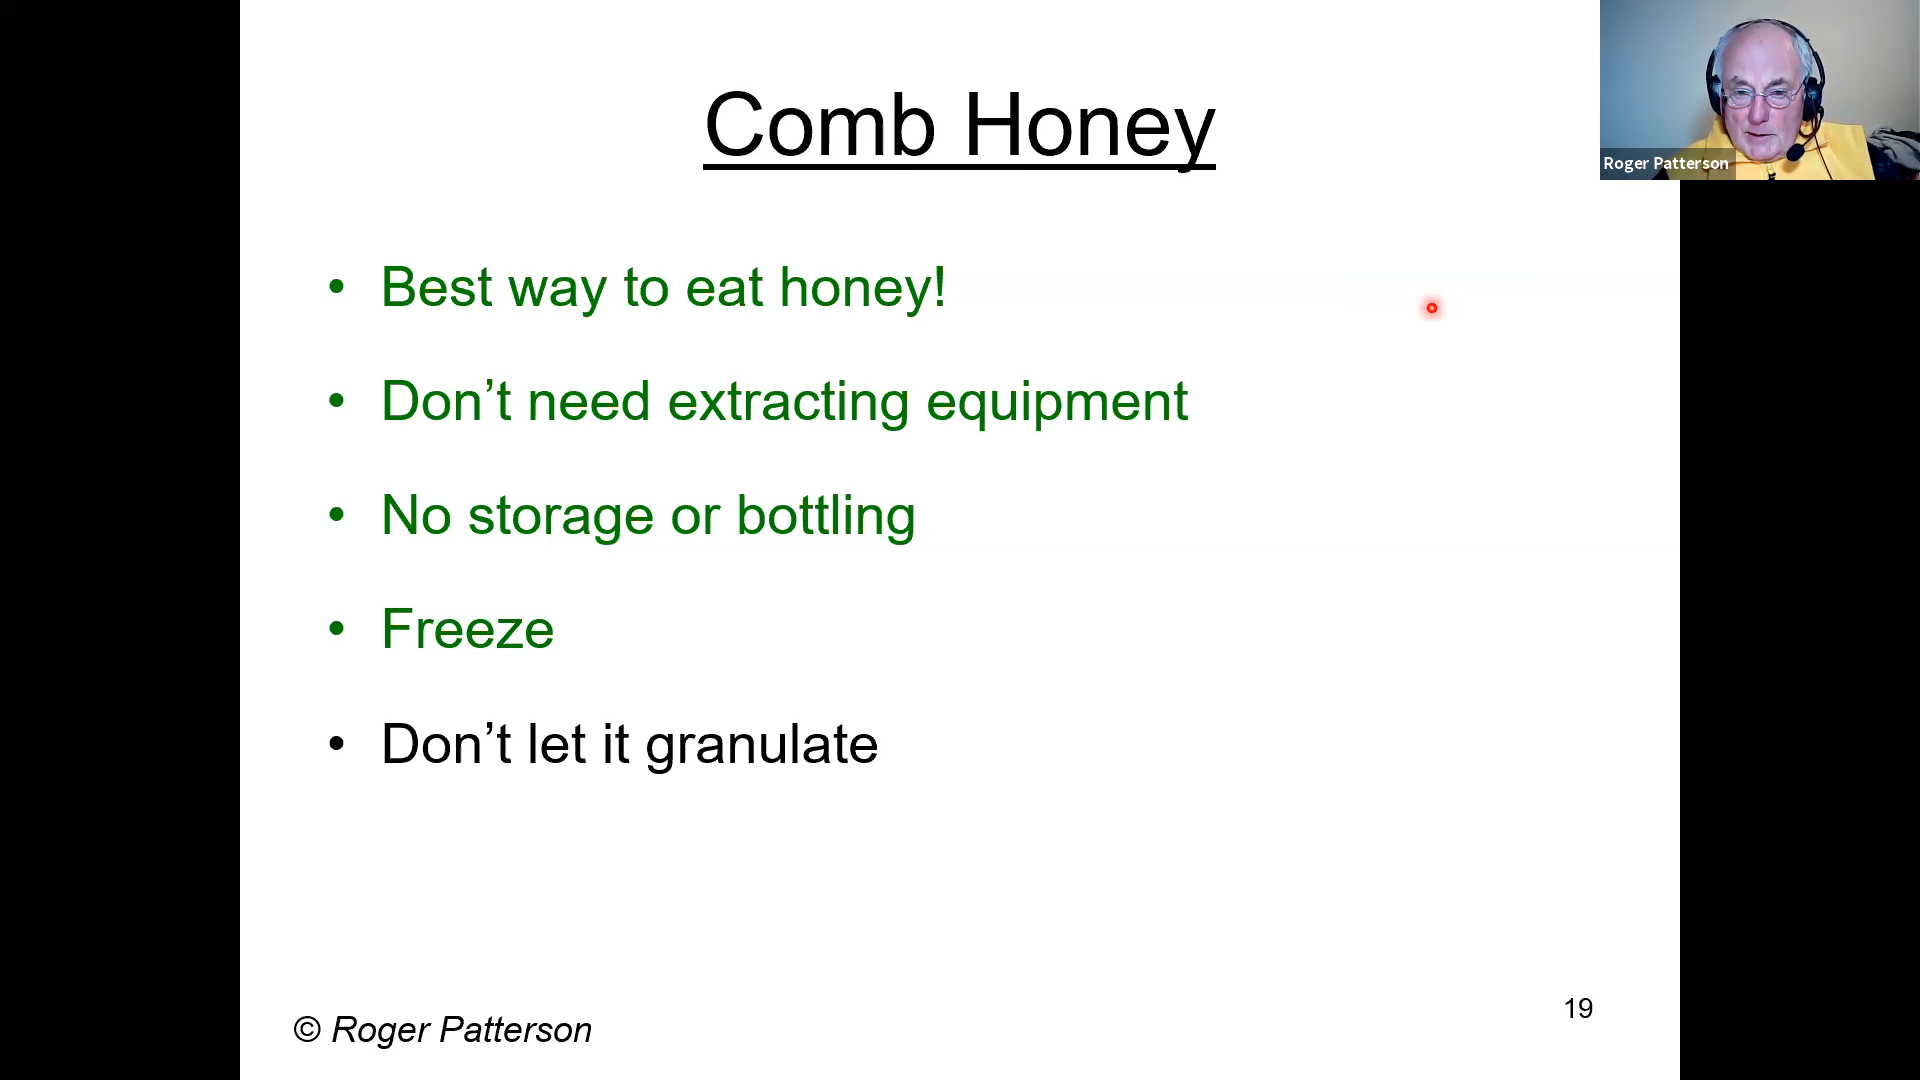 Comb Honey
Roger Patterson
• Best way to eat honey!
• Don’t need extracting equipment
• No storage or bottling
• Freeze
• Don’t let it granulate
19
© Roger Patterson